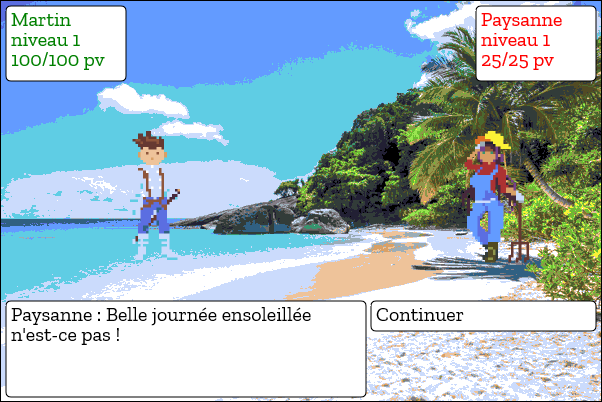 Martin
niveau 1
100/100 pv
Paysanne
niveau 1
25/25 pv
Paysanne : Belle journée ensoleillée
n'est-ce pas !
Continuer